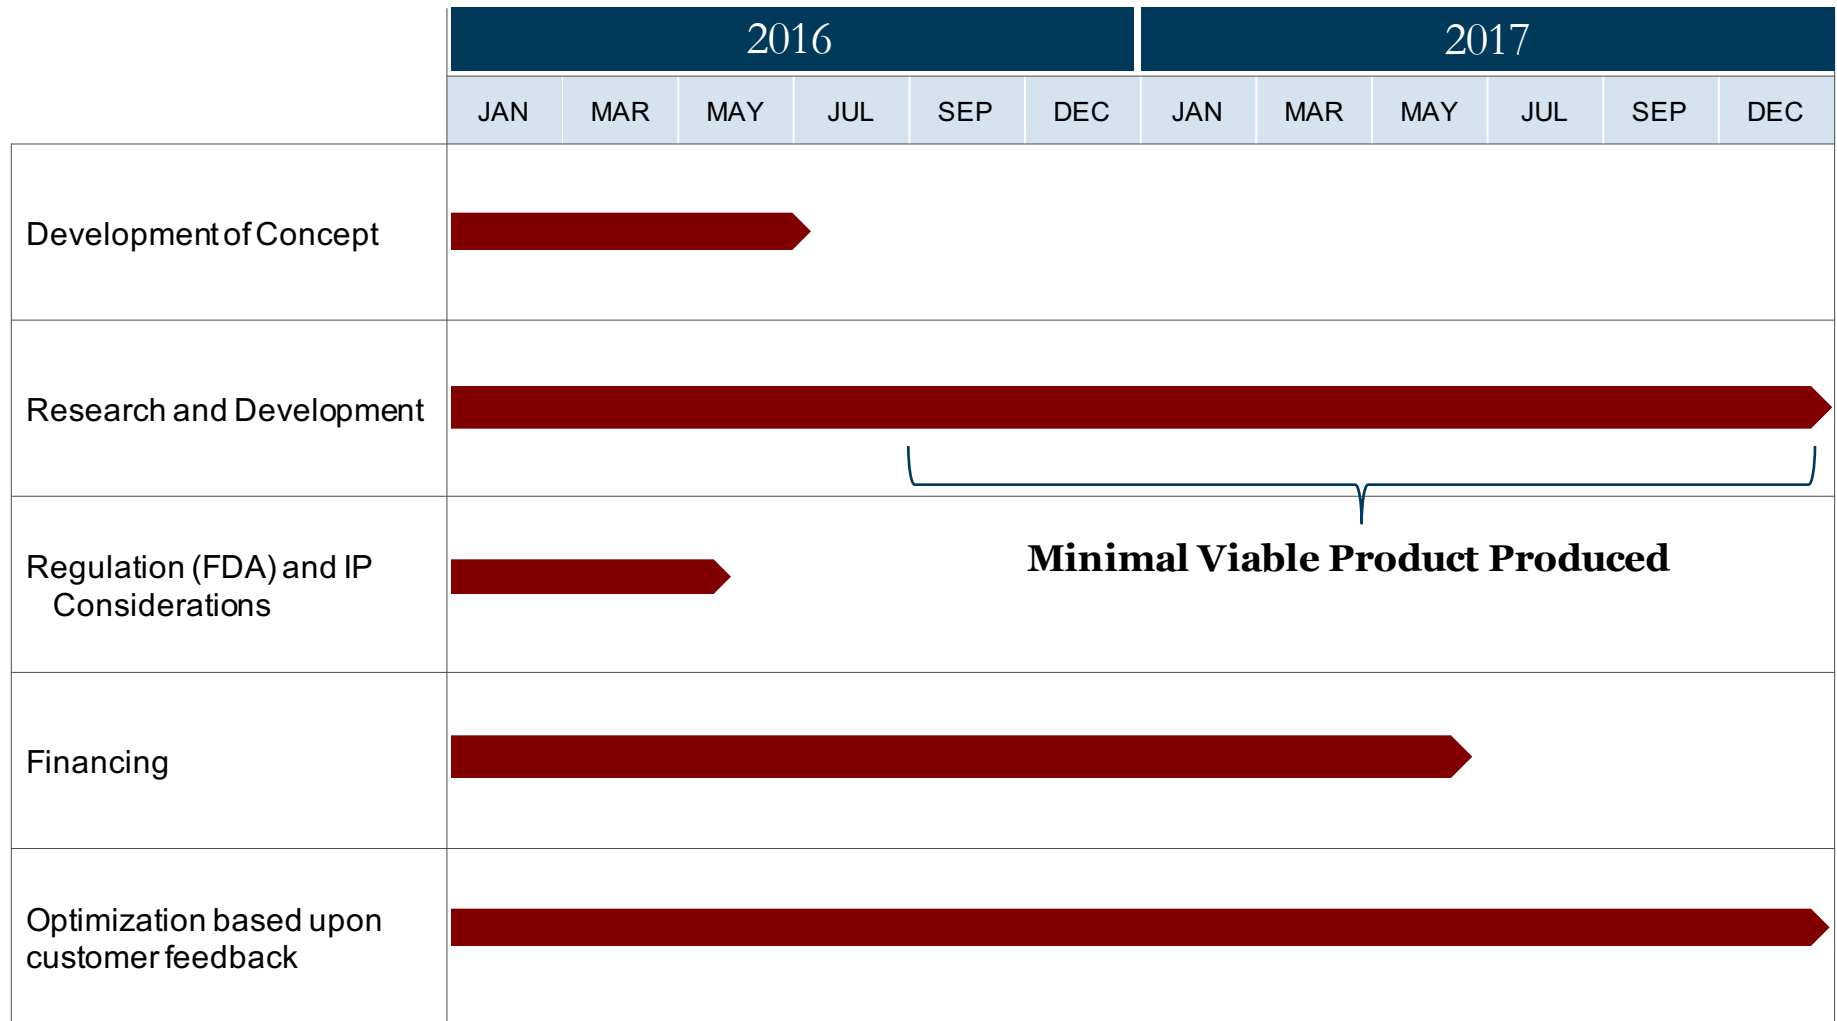 2016 2017
JAN MAR MAY JUL SEP DEC JAN MAR MAY JUL SEP DEC
Development of Concept
Research and Development
Minimal Viable Product Produced
Regulation (FDA) and IP
Considerations
Financing
Optimization based upon
customer feedback